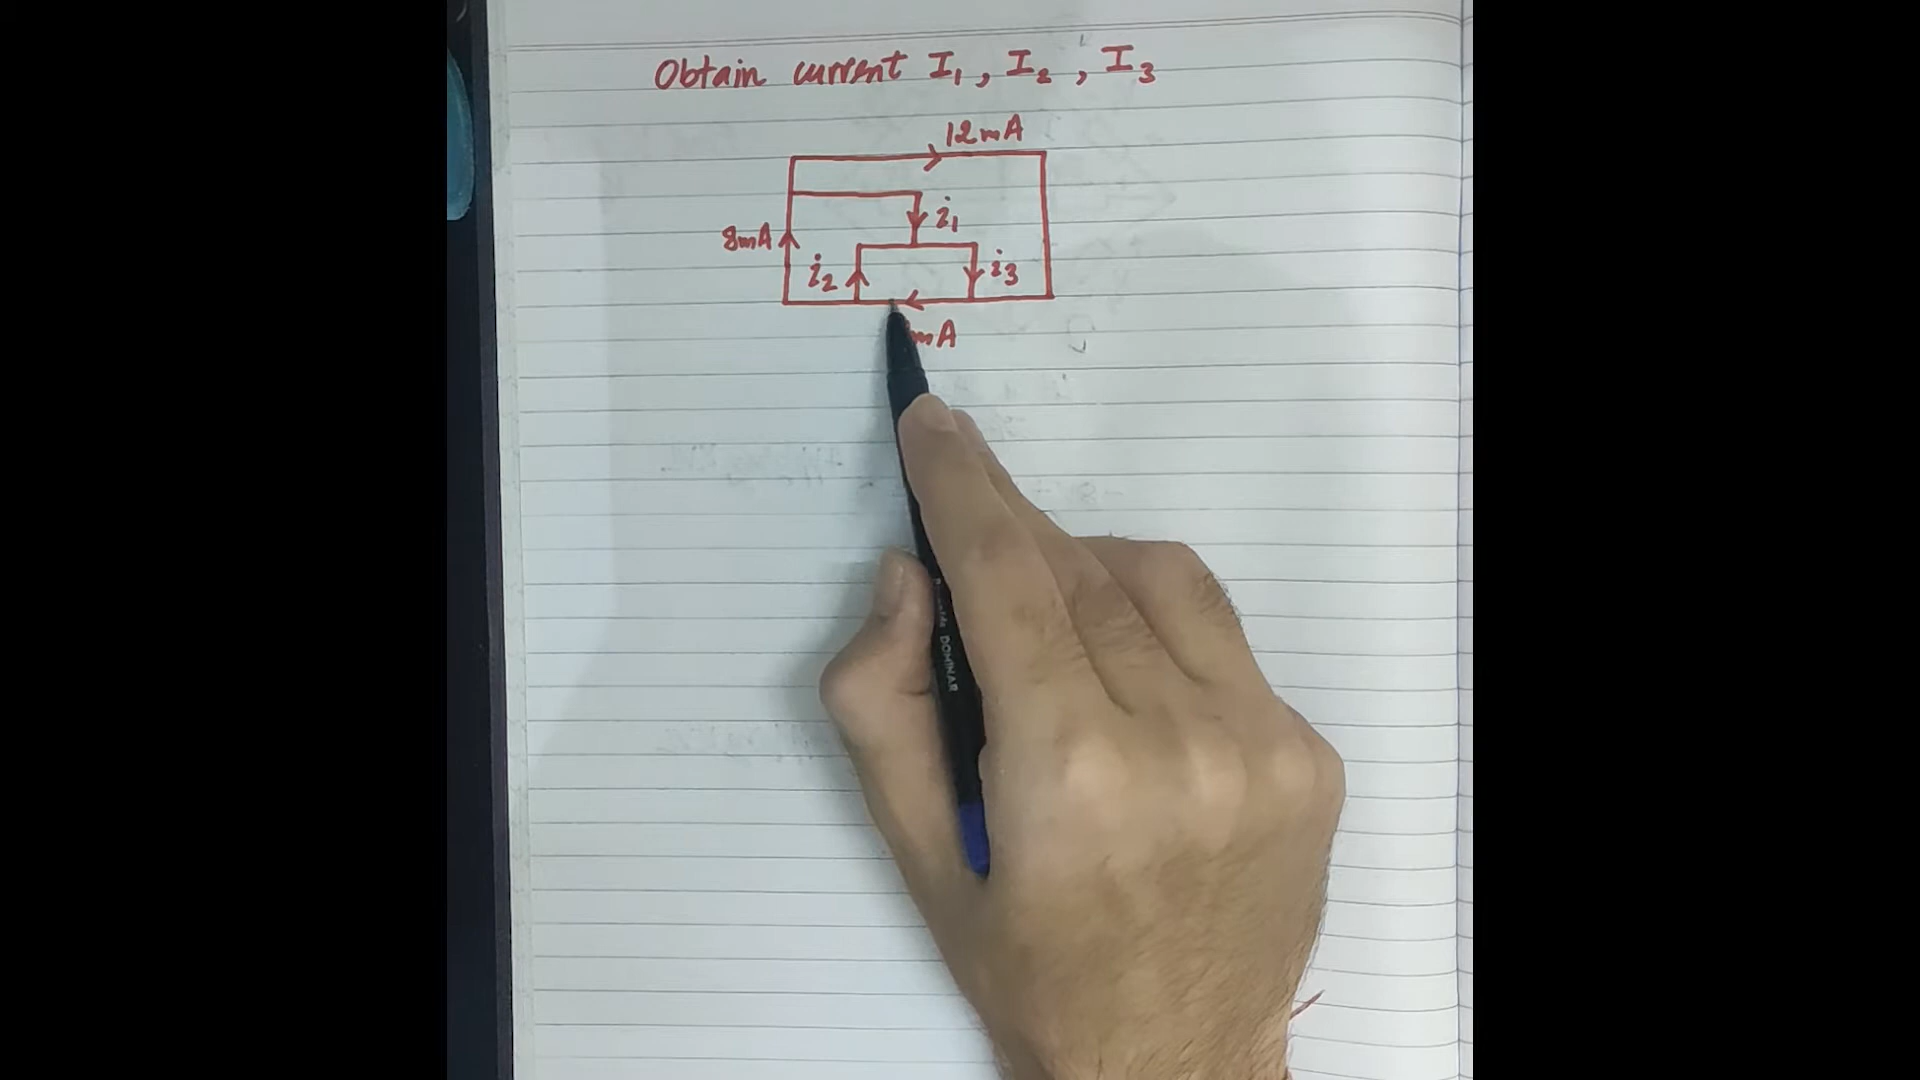 Obtain current I1, I2, I3
12mA
i1
8mA
i2
i3
mA
DOMINAR